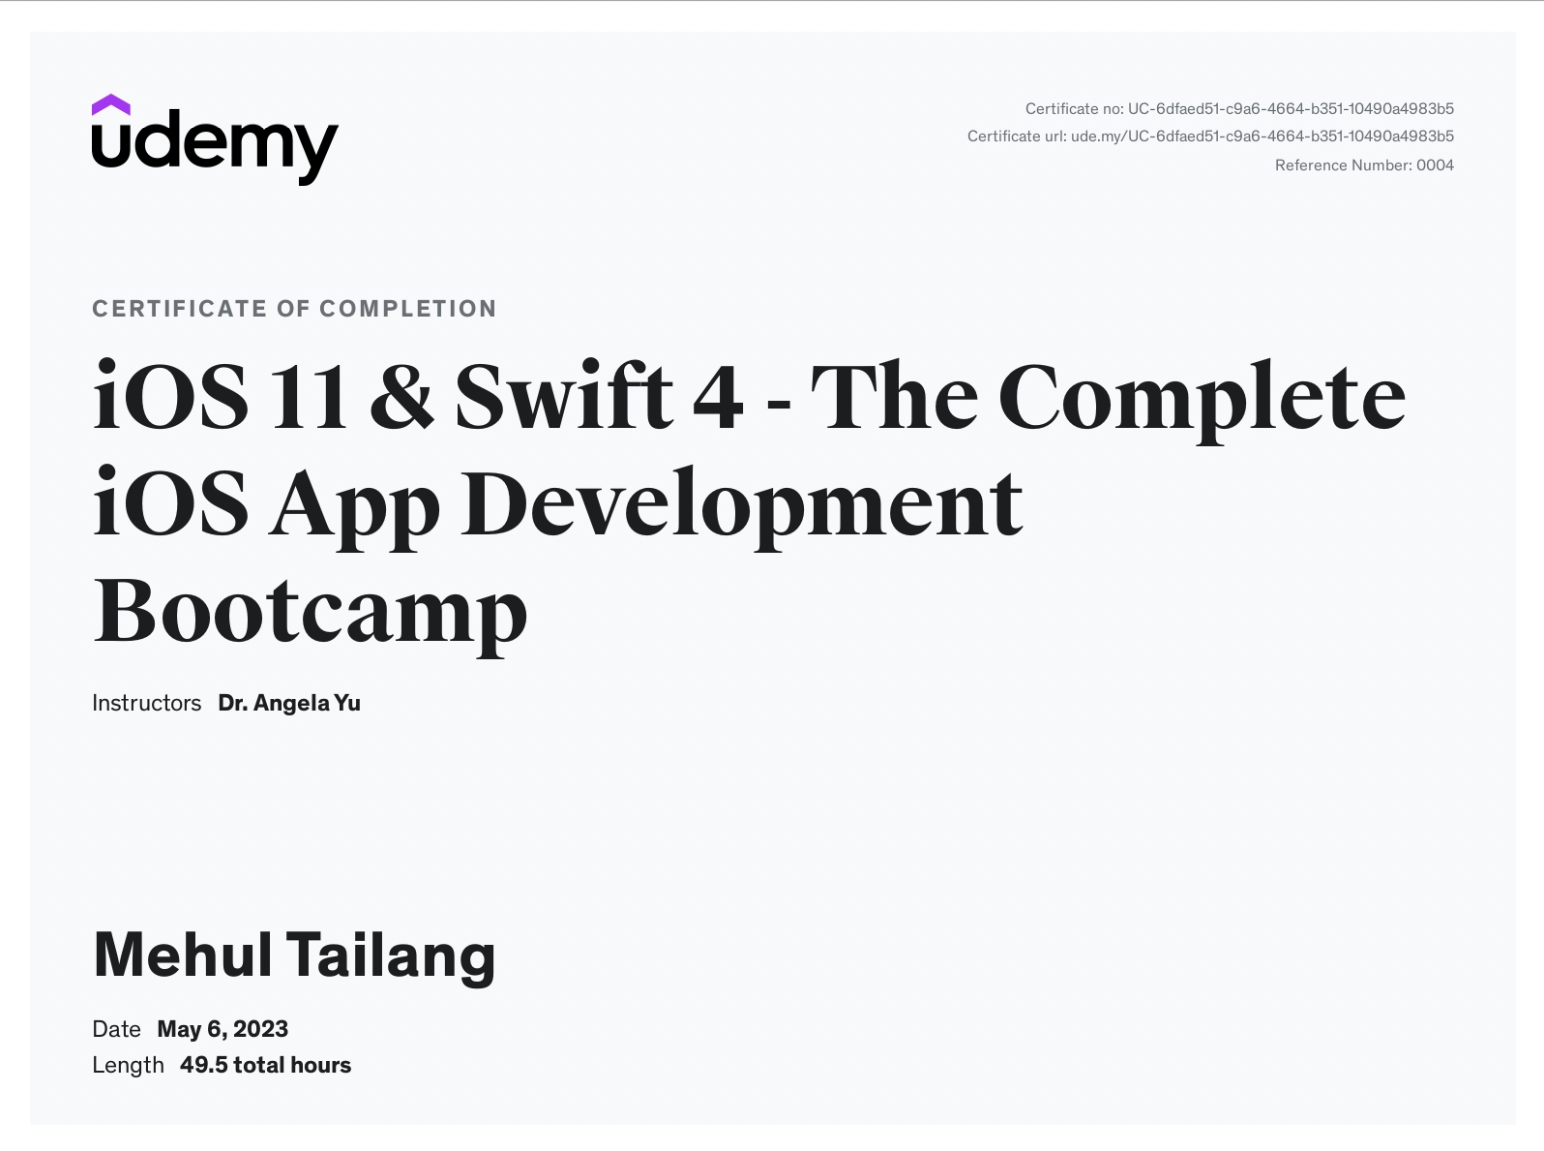 udemy
Certificate no: UC-6dfaed51-c9a6-4664-b351-10490a4983b5
Certificate url: ude.my/UC-6dfaed51-c9a6-4664-b351-10490a4983b5
Reference Number: 0004
CERTIFICATE OF COMPLETION
iOS 11 & Swift 4 - The Complete
iOS App Development
Bootcamp
Instructors Dr. Angela Yu
Mehul Tailang
Date May 6, 2023
Length 49.5 total hours